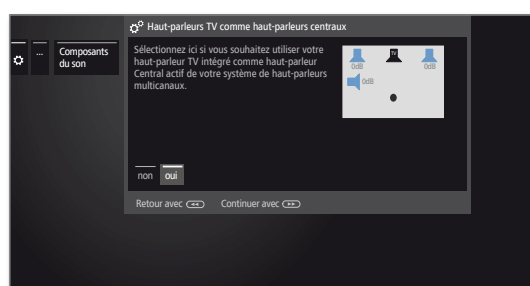 Haut-parleurs TV comme haut-parleurs centraux
...
Composants
du son
Sélectionnez ici si vous souhaitez utiliser votre
haut-parleur TV intégré comme haut-parleur
Central actif de votre système de haut-parleurs
multicanaux.
TV
0dB
0dB
0dB
non oui
Retour avec Continuer avec